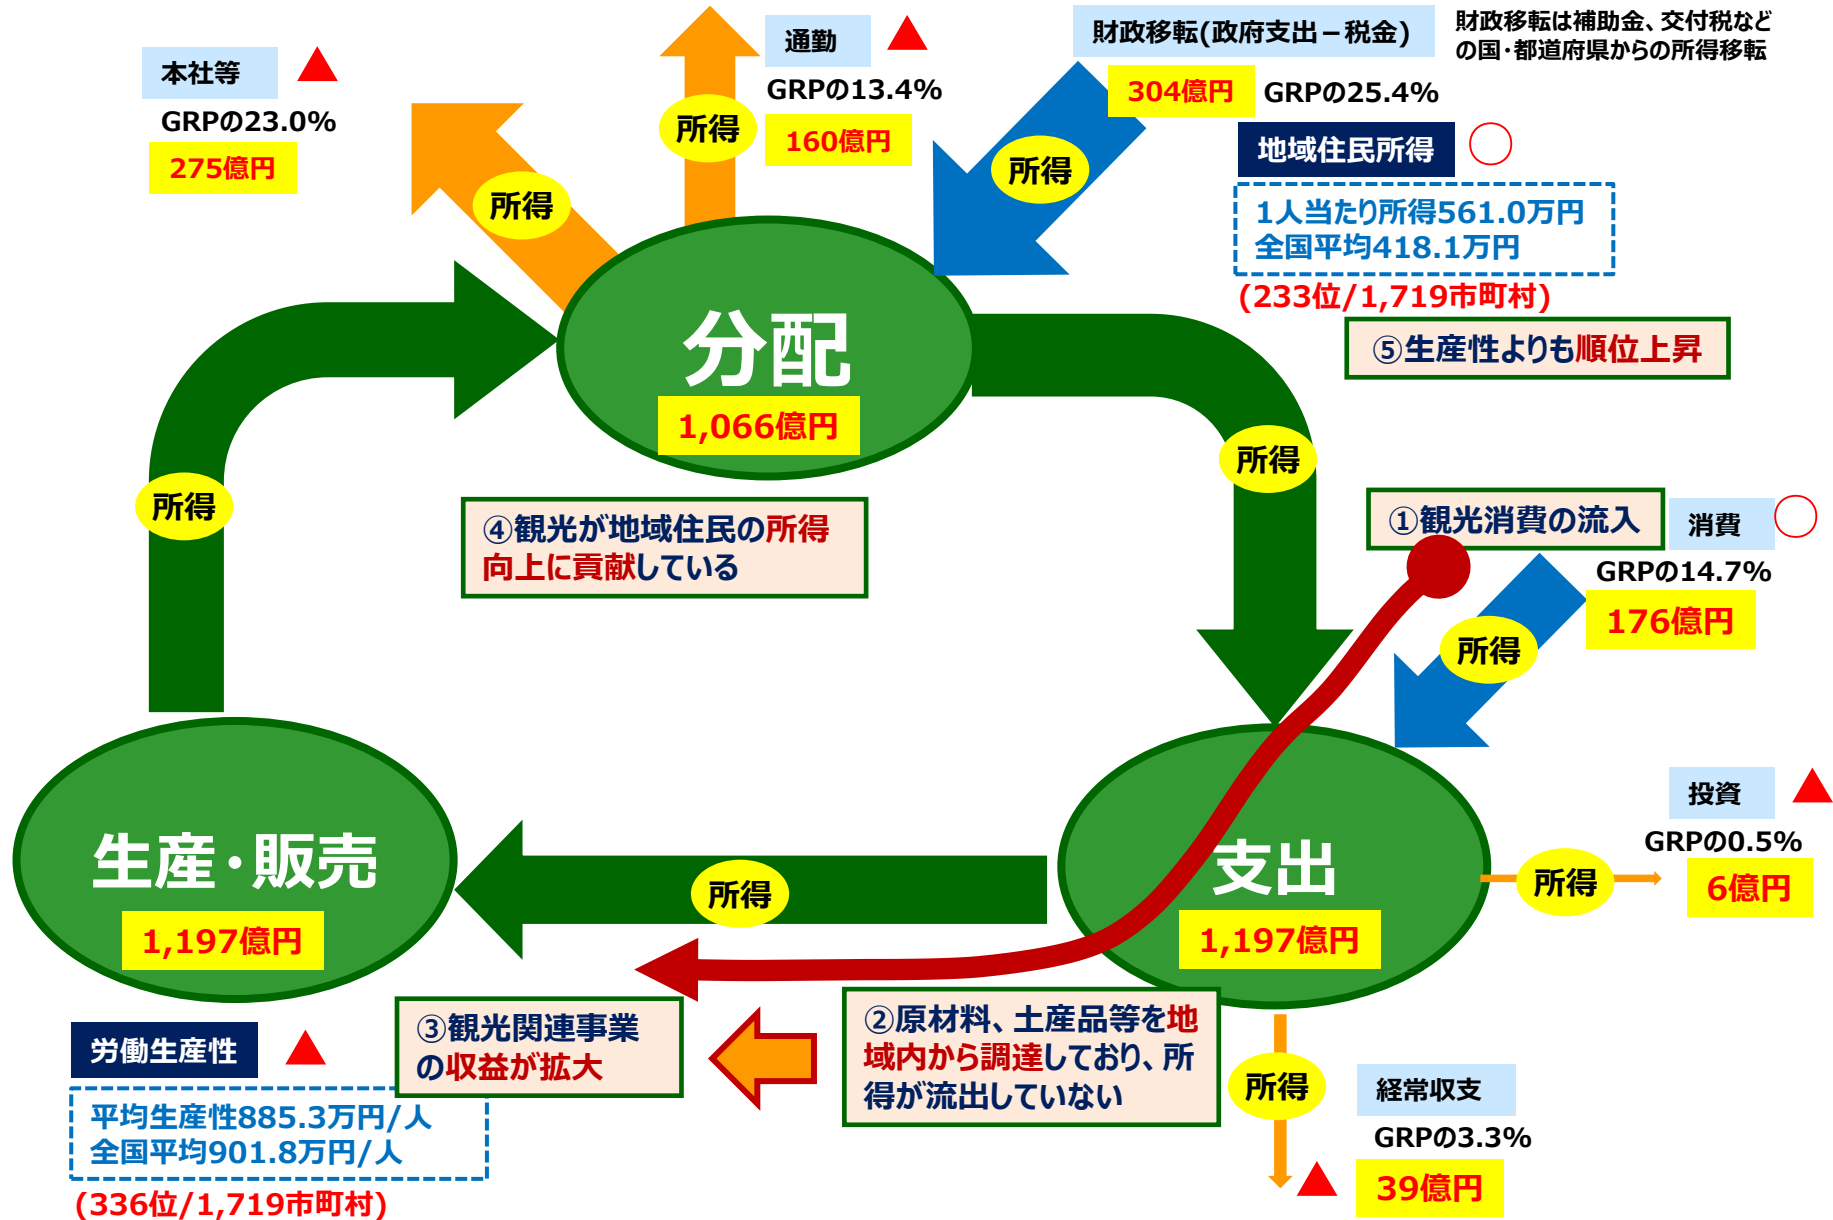 本社等
GRPの23.0%
275億円
所得
通勤
GRPの13.4%
160億円
所得
財政移転(政府支出－税金)
財政移転は補助金、交付税など
の国･都道府県からの所得移転
304億円
GRPの25.4%
所得
地域住民所得
1人当たり所得561.0万円
全国平均418.1万円
(233位/1,719市町村)
⑤生産性よりも順位上昇
分配
1,066億円
所得
所得
④観光が地域住民の所得
向上に貢献している
①観光消費の流入
消費
GRPの14.7%
176億円
所得
投資
GRPの0.5%
6億円
所得
生産･販売
1,197億円
所得
支出
1,197億円
労働生産性
平均生産性885.3万円/人
全国平均901.8万円/人
(336位/1,719市町村)
③観光関連事業
の収益が拡大
②原材料、土産品等を地
域内から調達しており、所
得が流出していない
所得
経常収支
GRPの3.3%
39億円